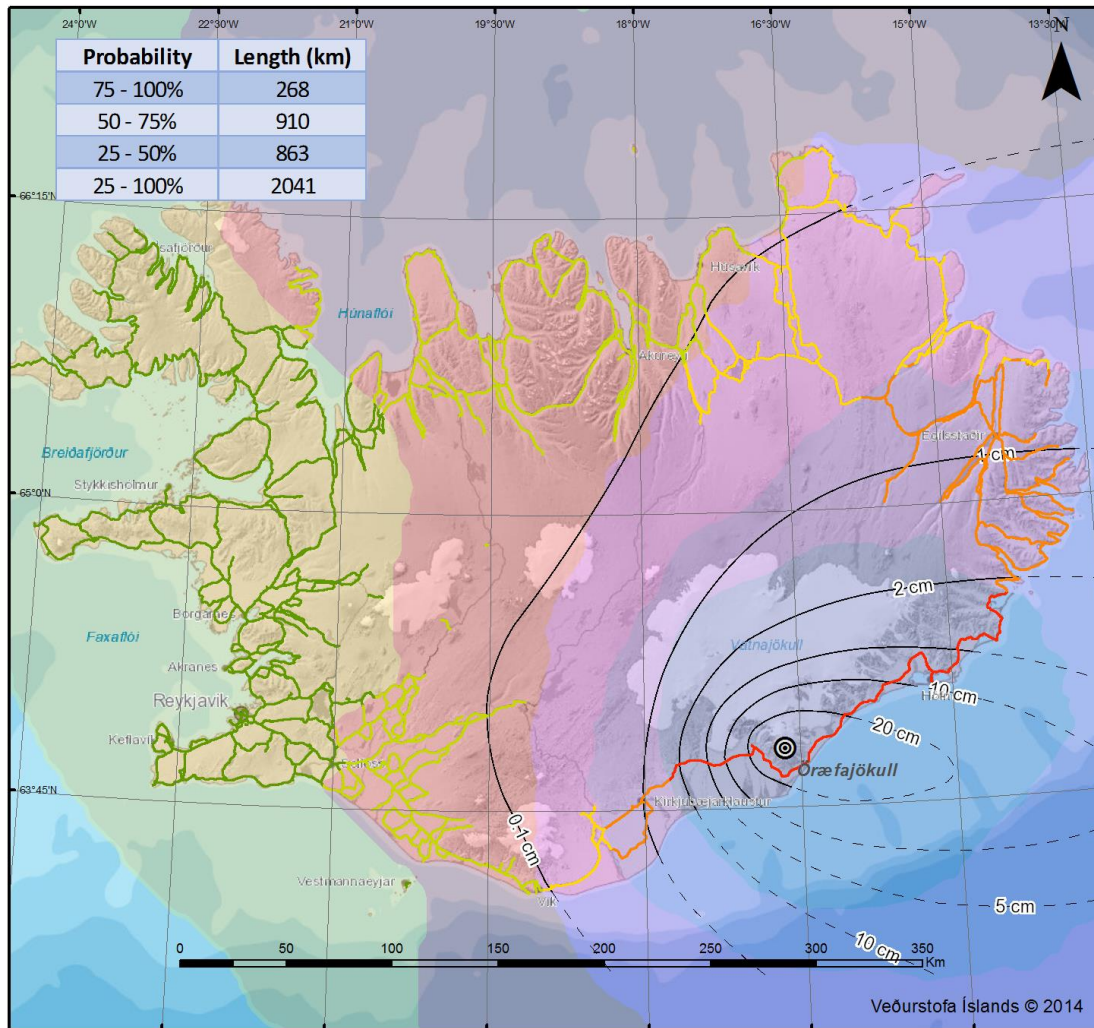 24°0'W 22°30'W 21°0'W 19°30'W 18°0'W 16°30'W 15°0'W 13°30'W
N
Probability Length (km)
75 - 100% 268
50 - 75% 910
25 - 50% 863
25 - 100% 2041
66°15'N
Ísafjörður
Húsavík
Húnaflói
Akureyri
Egilsstaðir
Breiðafjörður
1 cm
Stykkishólmur
65°0'N
2 cm
Borgarnes
Faxaflói
Vatnajökull
Akranes
Höfn
10 cm
Reykjavík
20 cm
Keflavík
Selfoss
Öræfajökull
63°45'N
Kirkjubæjarklaustur
0.1 cm
Vestmannaeyjar
Vík
5 cm
0 50 100 150 200 250 300 350
Km
10 cm
Veðurstofa Íslands © 2014